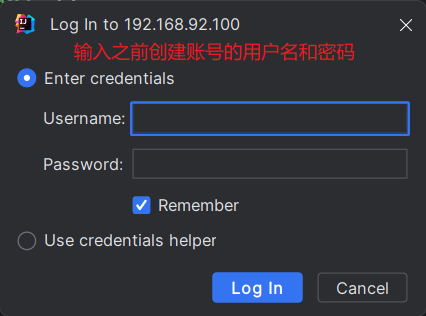 Log In to 192.168.92.100
输入之前创建账号的用户名和密码
Enter credentials
Username:
Password:
Remember
Use credentials helper
Log In Cancel